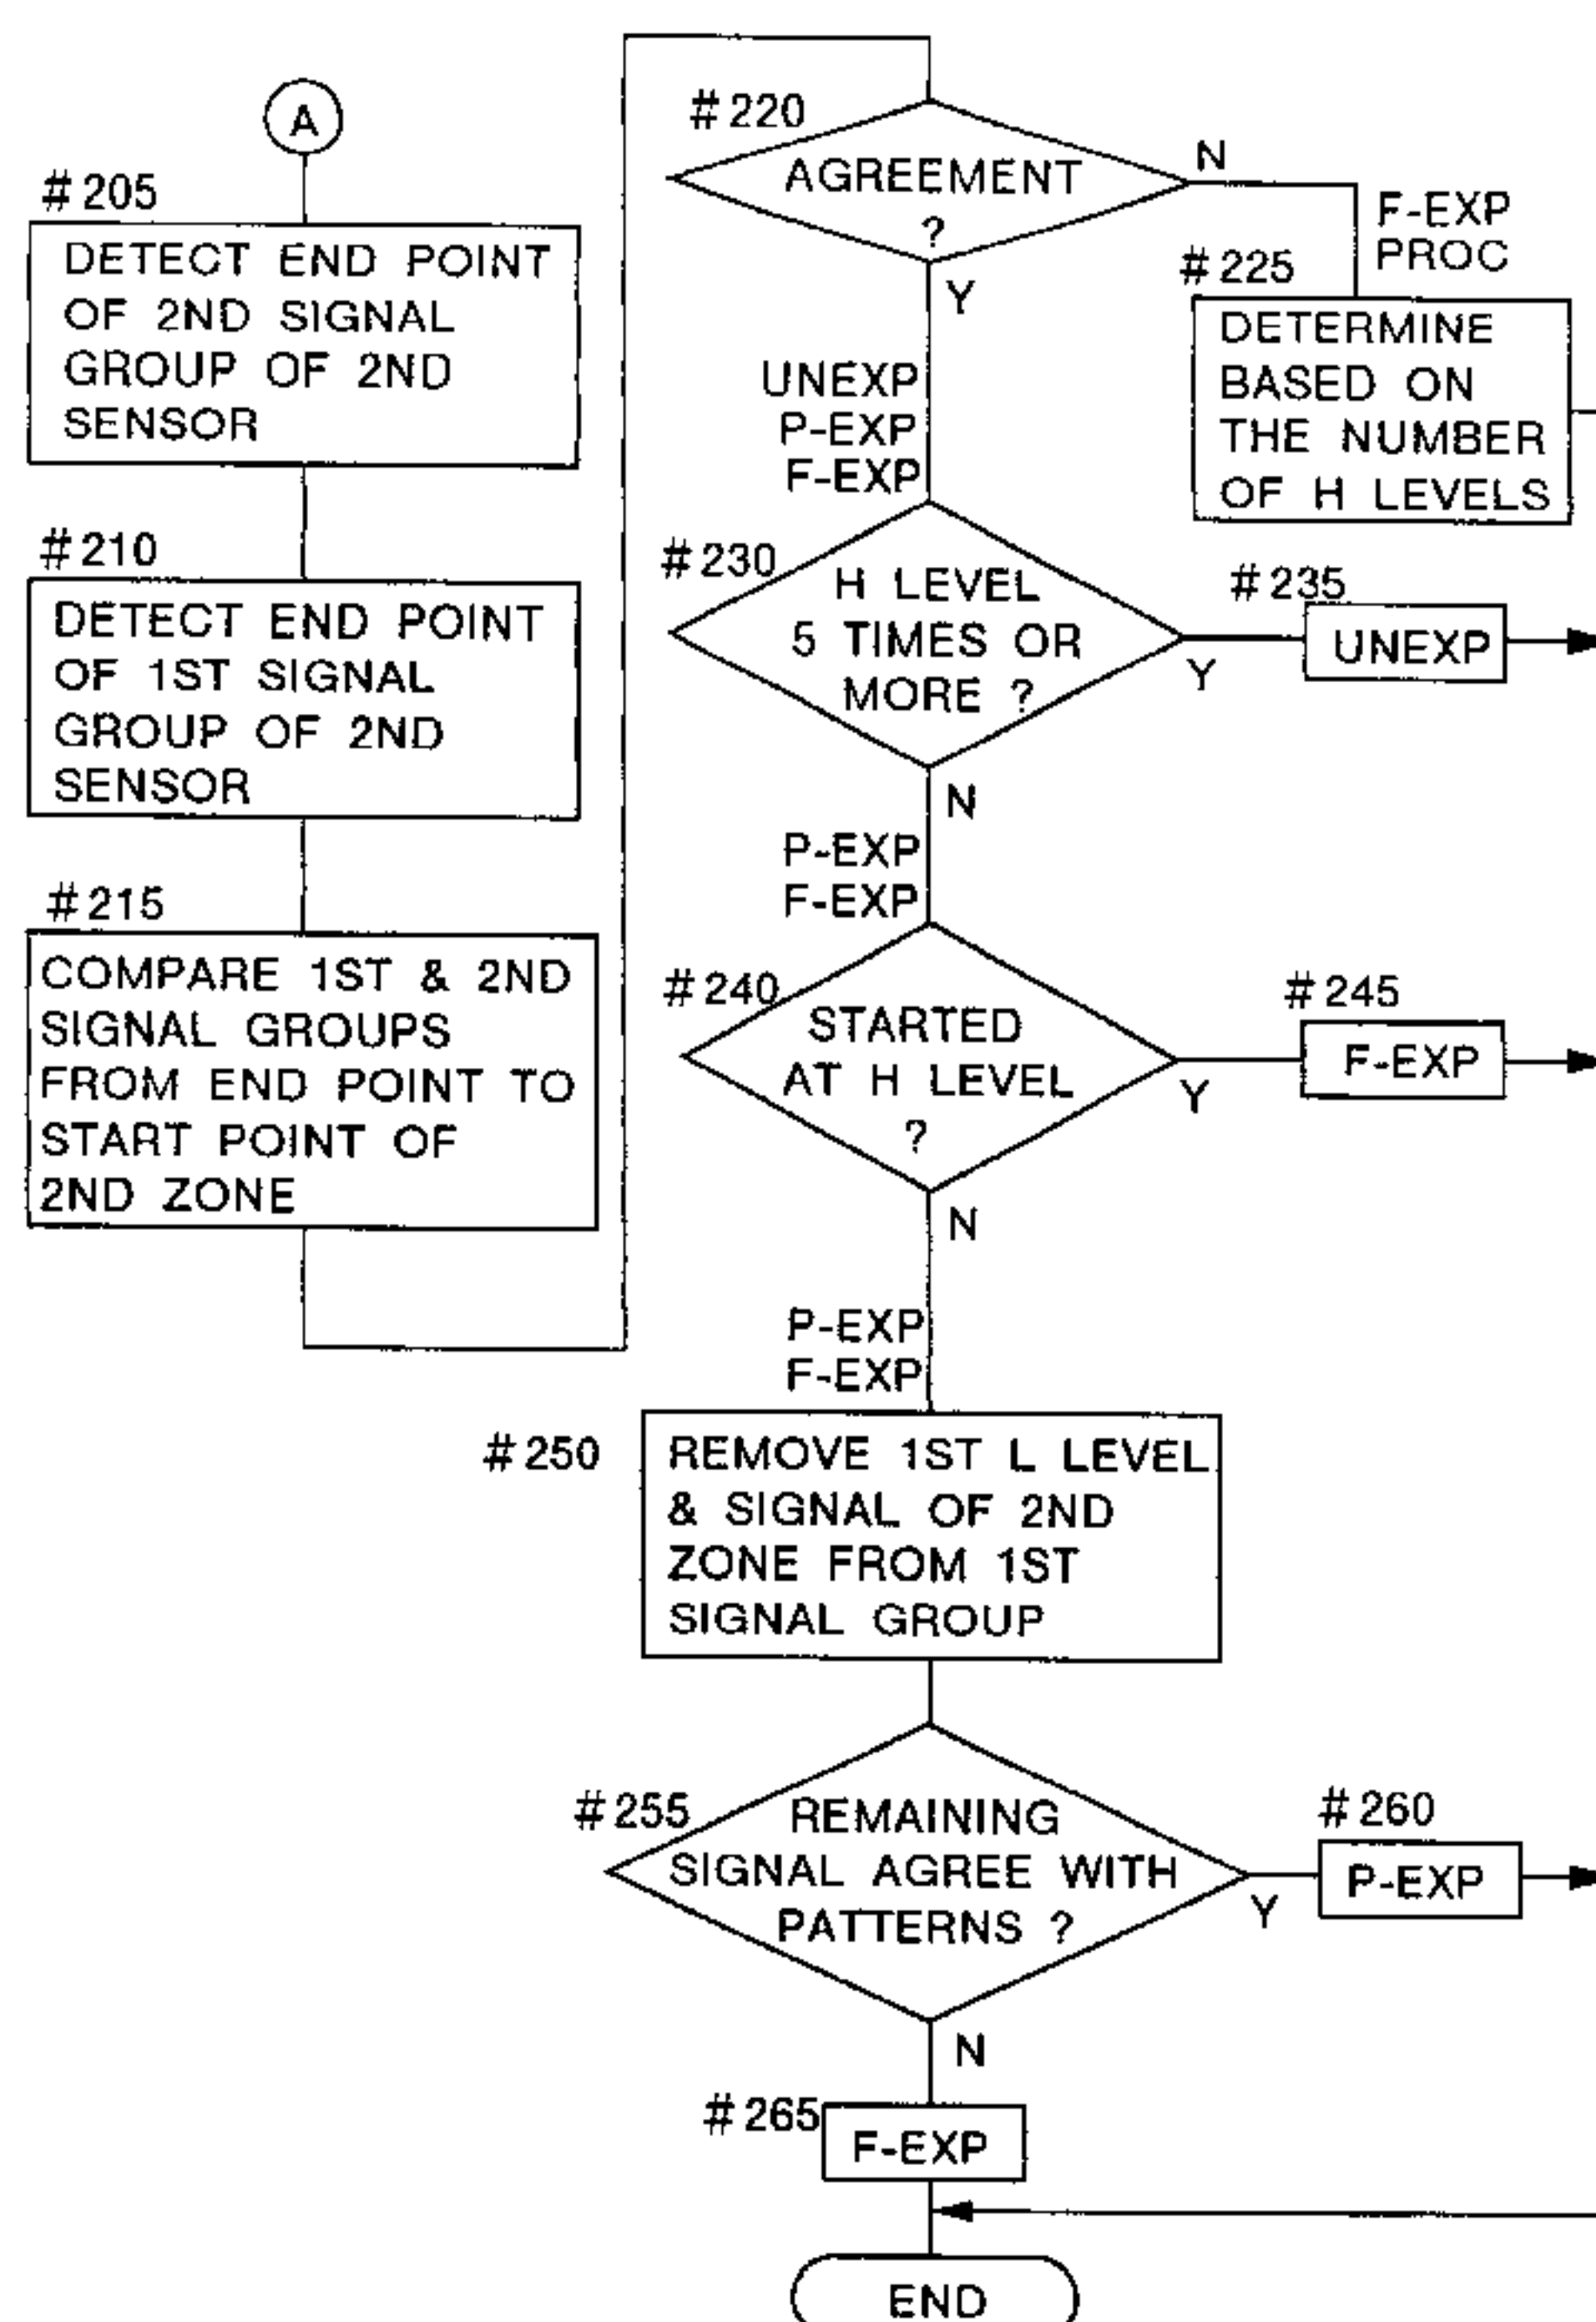 A
#205
DETECT END POINT
OF 2ND SIGNAL
GROUP OF 2ND
SENSOR
#210
DETECT END POINT
OF 1ST SIGNAL
GROUP OF 2ND
SENSOR
#215
COMPARE 1ST & 2ND
SIGNAL GROUPS
FROM END POINT TO
START POINT OF
2ND ZONE
#220
AGREEMENT
?
N
Y
F-EXP
PROC
#225
DETERMINE
BASED ON
THE NUMBER
OF H LEVELS
UNEXP
P-EXP
F-EXP
#230
H LEVEL
5 TIMES OR
MORE ?
Y
#235
UNEXP
N
P-EXP
F-EXP
#240
STARTED
AT H LEVEL
?
Y
#245
F-EXP
N
P-EXP
F-EXP
#250
REMOVE 1ST L LEVEL
& SIGNAL OF 2ND
ZONE FROM 1ST
SIGNAL GROUP
#255
REMAINING
SIGNAL AGREE WITH
PATTERNS ?
Y
#260
P-EXP
N
#265
F-EXP
END